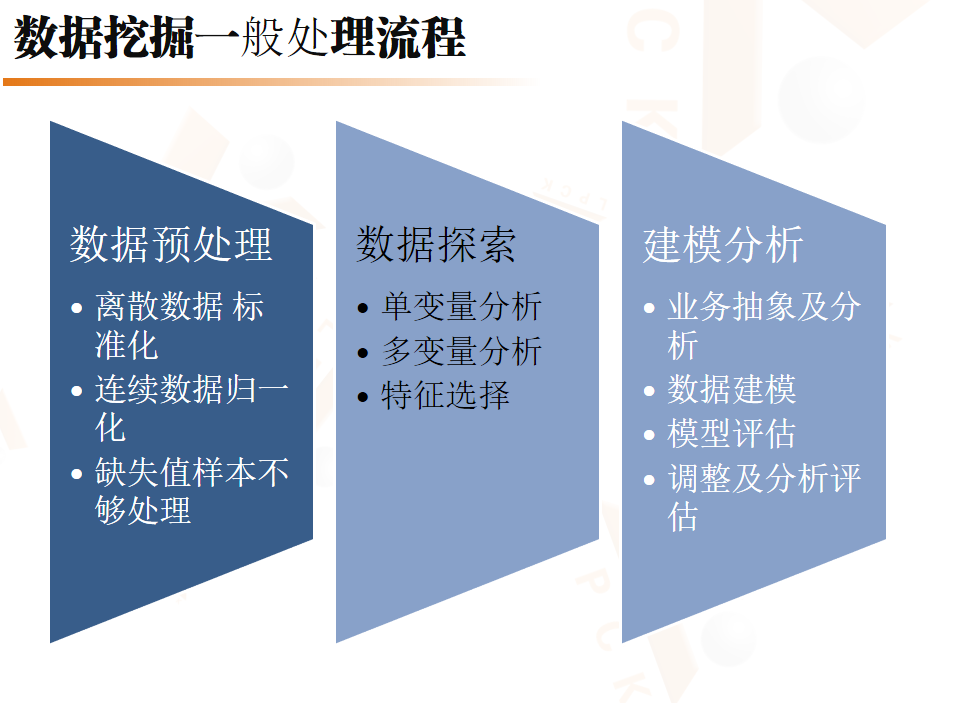 数据挖掘一般处理流程
数据预处理
• 离散数据 标
准化
• 连续数据归一
化
• 缺失值样本不
够处理
数据探索
• 单变量分析
• 多变量分析
• 特征选择
建模分析
• 业务抽象及分
析
• 数据建模
• 模型评估
• 调整及分析评
估